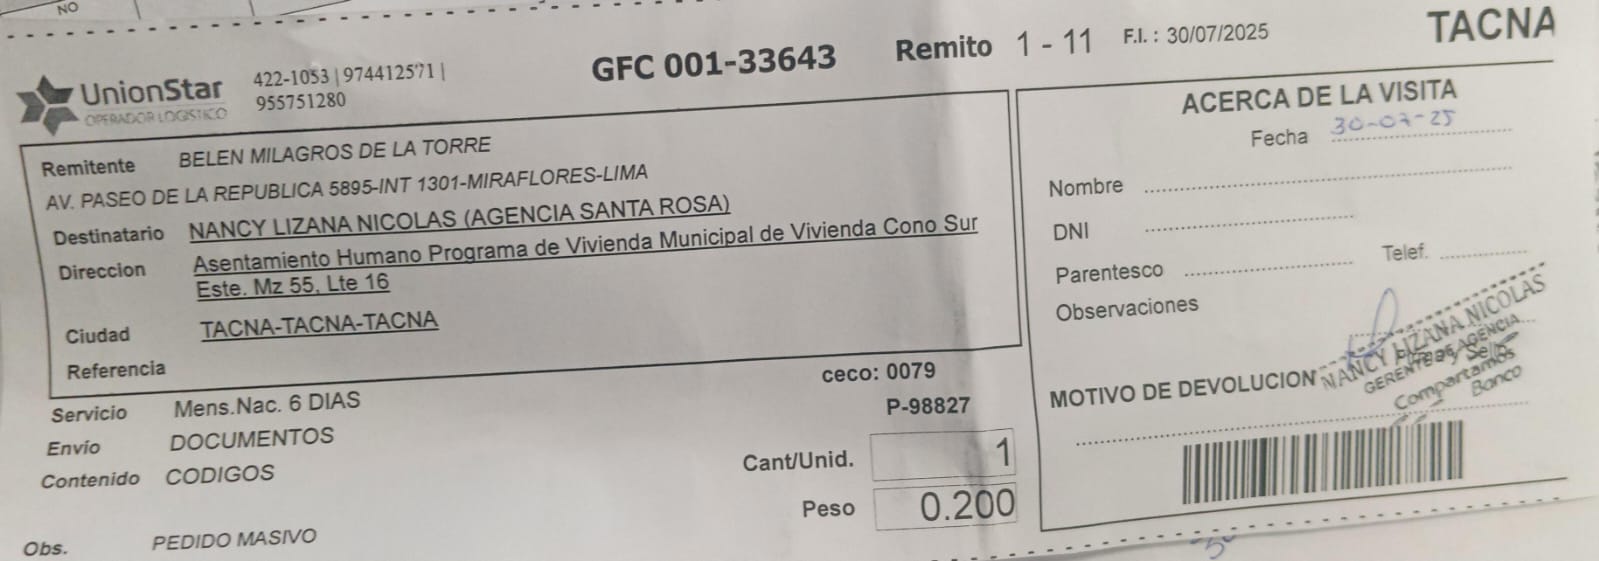 NO
UnionStar
OPERADOR LOGISTICO
422-1053 | 974412571 |
955751280
GFC 001-33643
Remito 1 - 11
F.I. : 30/07/2025
TACNA
Remitente BELEN MILAGROS DE LA TORRE
AV. PASEO DE LA REPUBLICA 5895-INT 1301-MIRAFLORES-LIMA
Destinatario NANCY LIZANA NICOLAS (AGENCIA SANTA ROSA)
Direccion Asentamiento Humano Programa de Vivienda Municipal de Vivienda Cono Sur
Este. Mz 55, Lte 16
Ciudad TACNA-TACNA-TACNA
Referencia
ceco: 0079
Servicio Mens.Nac. 6 DIAS
P-98827
Envío DOCUMENTOS
Contenido CODIGOS
Cant/Unid. 1
Peso 0.200
Obs. PEDIDO MASIVO
ACERCA DE LA VISITA
Fecha 30-07-25
Nombre
DNI
Parentesco
Telef.
Observaciones
NANCY LIZANA NICOLAS
GERENTE DE AGENCIA
Compartamos
Banco
MOTIVO DE DEVOLUCION